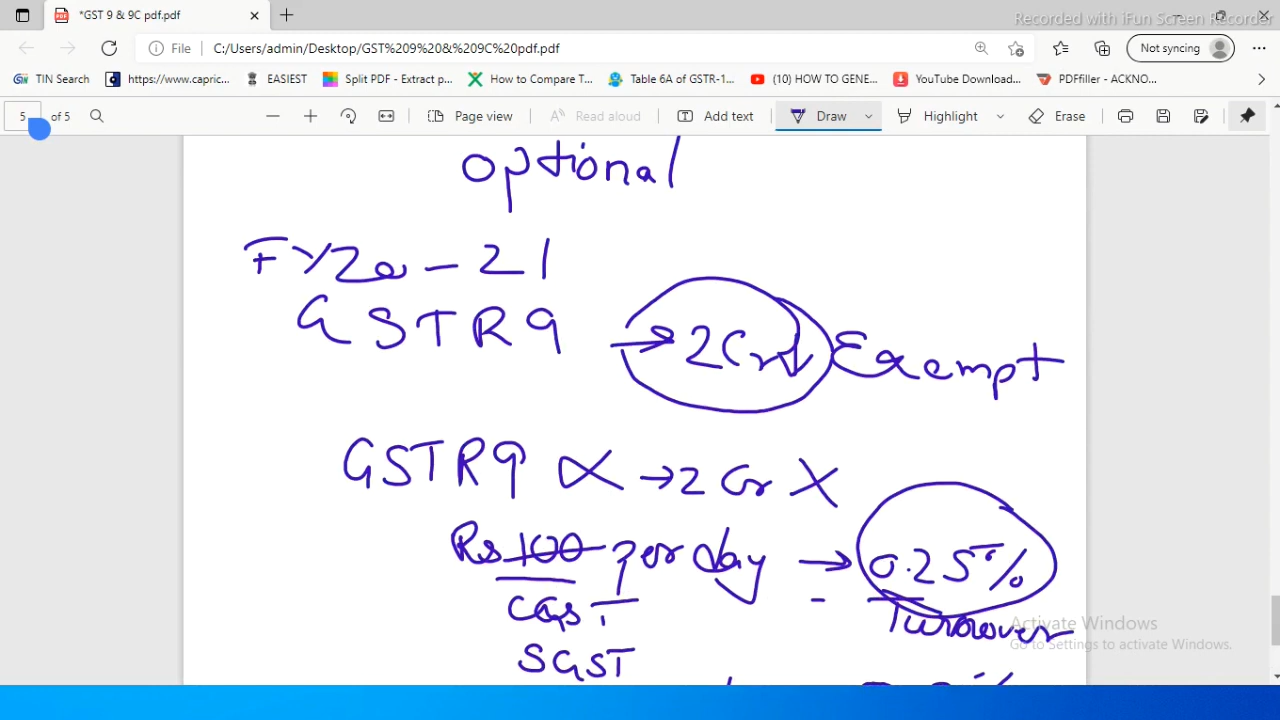 *GST 9 & 9C pdf.pdf
Recorded with iFun Screen Recorder
File C:/Users/admin/Desktop/GST%209%20&%209C%20pdf.pdf Not syncing
TIN Search https://www.capric... EASIEST Split PDF - Extract p... How to Compare T... Table 6A of GSTR-1... (10) HOW TO GENE... YouTube Download... PDFfiller - ACKNO...
5 of 5 Page view Read aloud Add text Draw Highlight Erase
optional
FY20-21
GSTR9 → 2Cr↓ Exempt
GSTR9 → 2 Cr X
Rs 100 per day → 0.25%
CGST Turnover
SGST
Activate Windows
Go to Settings to activate Windows.